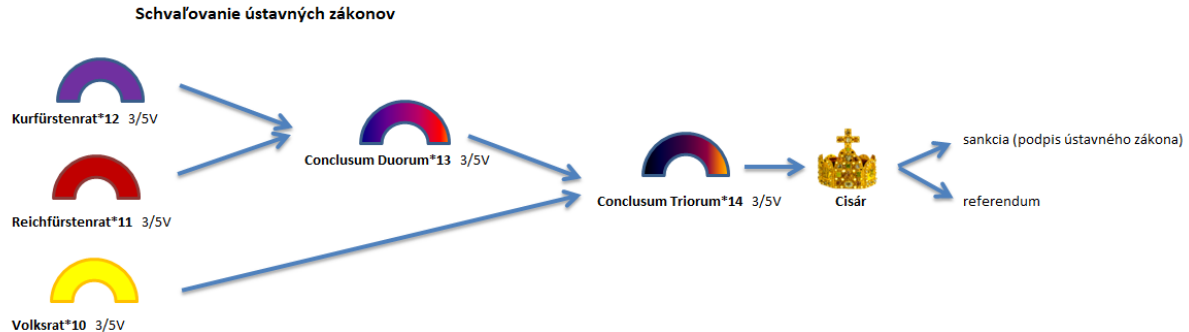 Schvaľovanie ústavných zákonov
Kurfürstenrat*12 3/5V
Conclusum Duorum*13 3/5V
Reichfürstenrat*11 3/5V
Conclusum Triorum*14 3/5V
Cisár
sankcia (podpis ústavného zákona)
referendum
Volksrat*10 3/5V